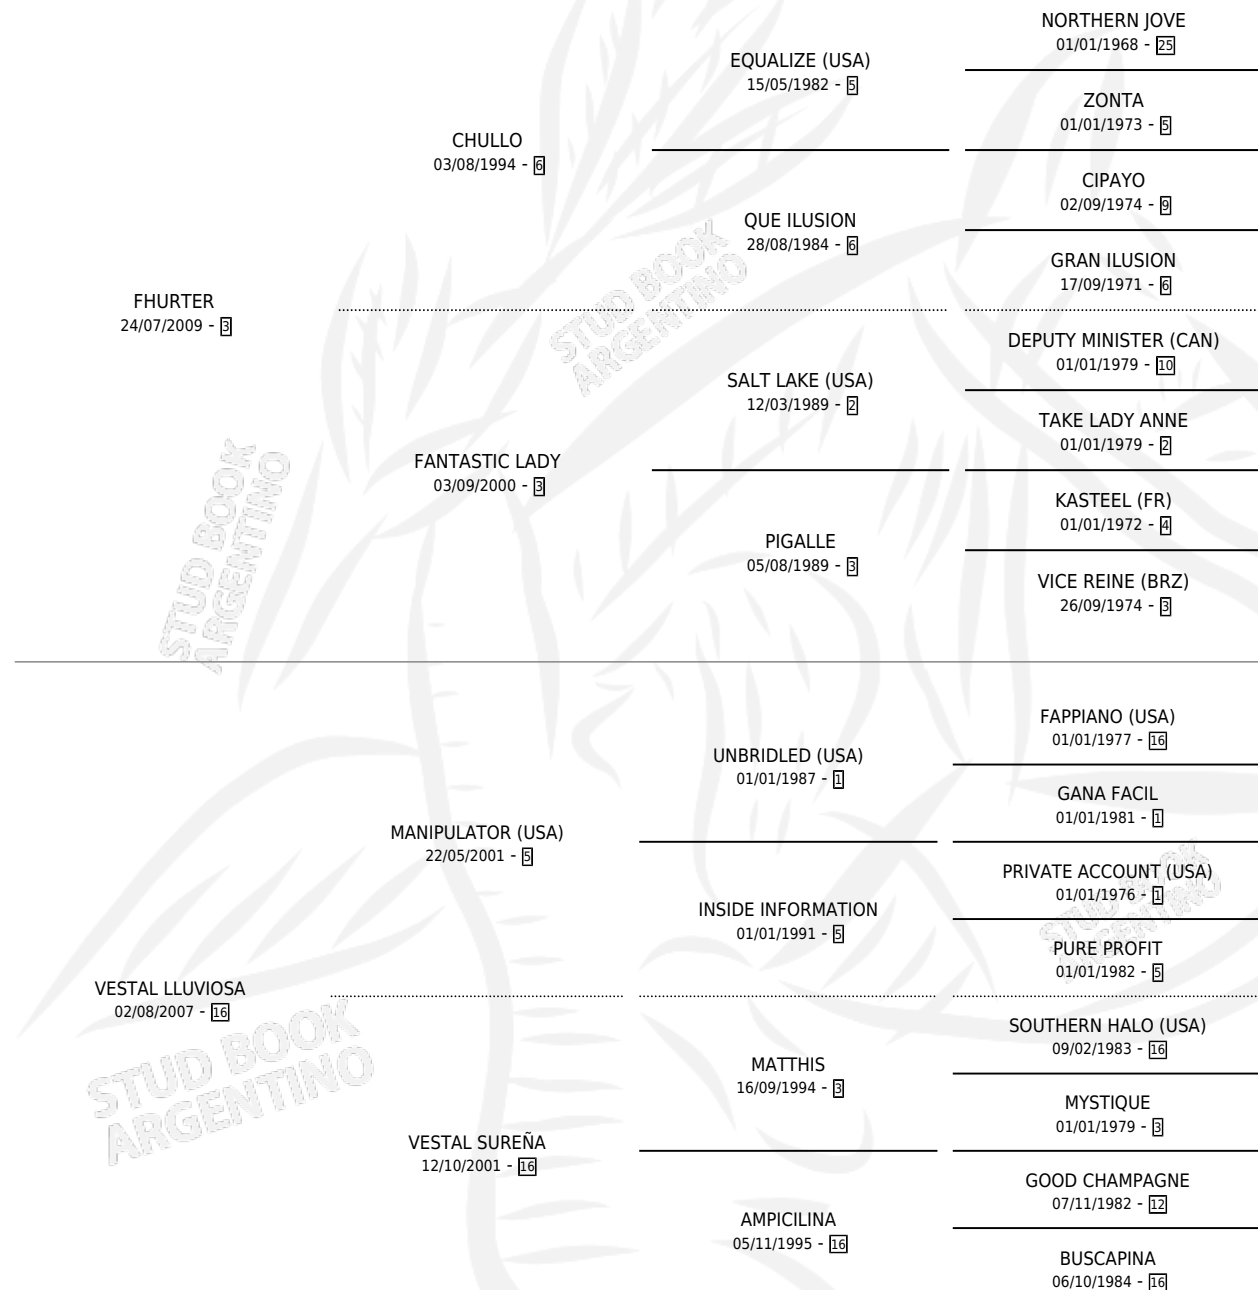 NORTHERN JOVE
01/01/1968 - 25
EQUALIZE (USA)
15/05/1982 - 5
ZONTA
01/01/1973 - 5
CHULLO
03/08/1994 - 6
CIPAYO
02/09/1974 - 9
QUE ILUSION
28/08/1984 - 6
GRAN ILUSION
17/09/1971 - 6
FHURTER
24/07/2009 - 3
STUD BOOK
ARGENTINO
DEPUTY MINISTER (CAN)
01/01/1979 - 10
SALT LAKE (USA)
12/03/1989 - 2
TAKE LADY ANNE
01/01/1979 - 2
FANTASTIC LADY
03/09/2000 - 3
KASTEEL (FR)
01/01/1972 - 4
PIGALLE
05/08/1989 - 3
VICE REINE (BRZ)
26/09/1974 - 3
STUD BOOK
ARGENTINO
FAPPIANO (USA)
01/01/1977 - 16
UNBRIDLED (USA)
01/01/1987 - 1
GANA FACIL
01/01/1981 - 1
MANIPULATOR (USA)
22/05/2001 - 5
PRIVATE ACCOUNT (USA)
01/01/1976 - 1
INSIDE INFORMATION
01/01/1991 - 5
STUD BOOK
ARGENTINO
PURE PROFIT
01/01/1982 - 5
VESTAL LLUVIOSA
02/08/2007 - 16
SOUTHERN HALO (USA)
09/02/1983 - 16
MATTHIS
16/09/1994 - 3
STUD BOOK
ARGENTINO
MYSTIQUE
01/01/1979 - 3
VESTAL SUREÑA
12/10/2001 - 16
GOOD CHAMPAGNE
07/11/1982 - 12
AMPICILINA
05/11/1995 - 16
BUSCAPINA
06/10/1984 - 16